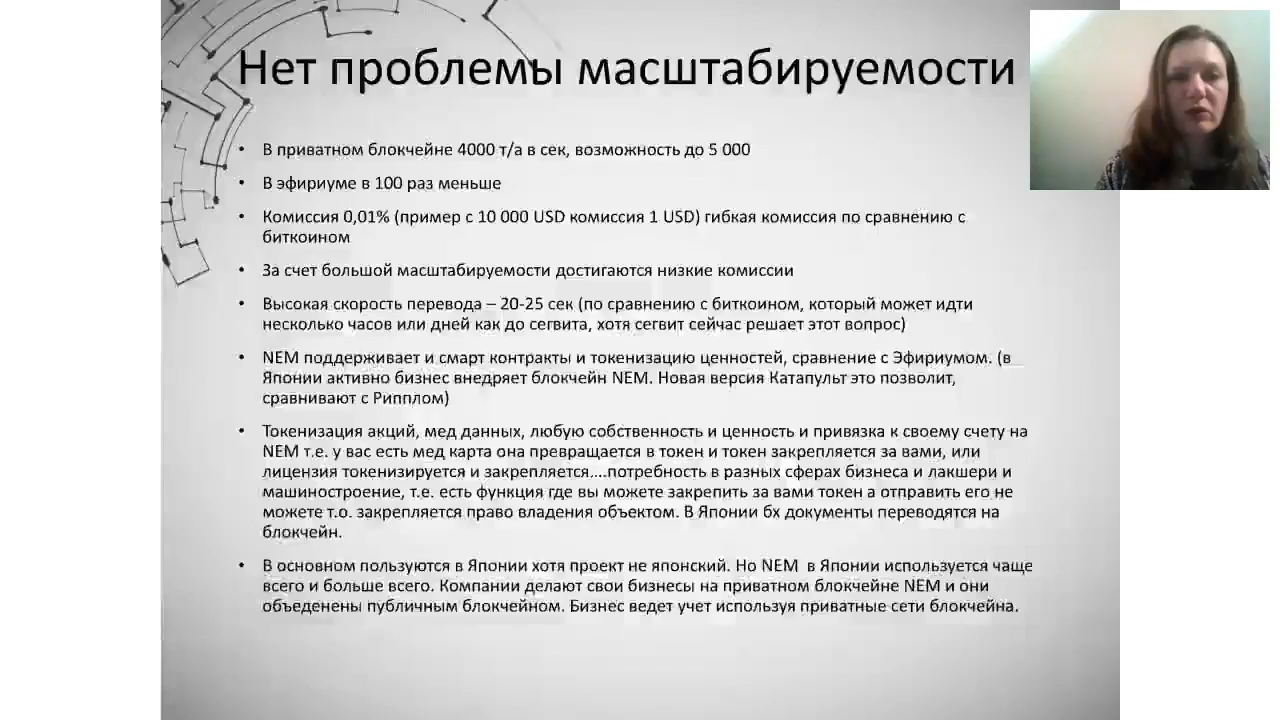 Нет проблемы масштабируемости
• В приватном блокчейне 4000 т/а в сек, возможность до 5 000
• В эфириуме в 100 раз меньше
• Комиссия 0,01% (пример с 10 000 USD комиссия 1 USD) гибкая комиссия по сравнению с
биткоином
• За счет большой масштабируемости достигаются низкие комиссии
• Высокая скорость перевода – 20-25 сек (по сравнению с биткоином, который может идти
несколько часов или дней как до сегвита, хотя сегвит сейчас решает этот вопрос)
• NEM поддерживает и смарт контракты и токенизацию ценностей, сравнение с Эфириумом. (в
Японии активно бизнес внедряет блокчейн NEM. Новая версия Катапульт это позволит,
сравнивают с Рипплом)
• Токенизация акций, мед данных, любую собственность и ценность и привязка к своему счету на
NEM т.е. у вас есть мед карта она превращается в токен и токен закрепляется за вами, или
лицензия токенизируется и закрепляется....потребность в разных сферах бизнеса и лакшери и
машиностроение, т.е. есть функция где вы можете закрепить за вами токен а отправить его не
можете т.о. закрепляется право владения объектом. В Японии бх документы переводятся на
блокчейн.
• В основном пользуются в Японии хотя проект не японский. Но NEM в Японии используется чаще
всего и больше всего. Компании делают свои бизнесы на приватном блокчейне NEM и они
объеденены публичным блокчейном. Бизнес ведет учет используя приватные сети блокчейна.